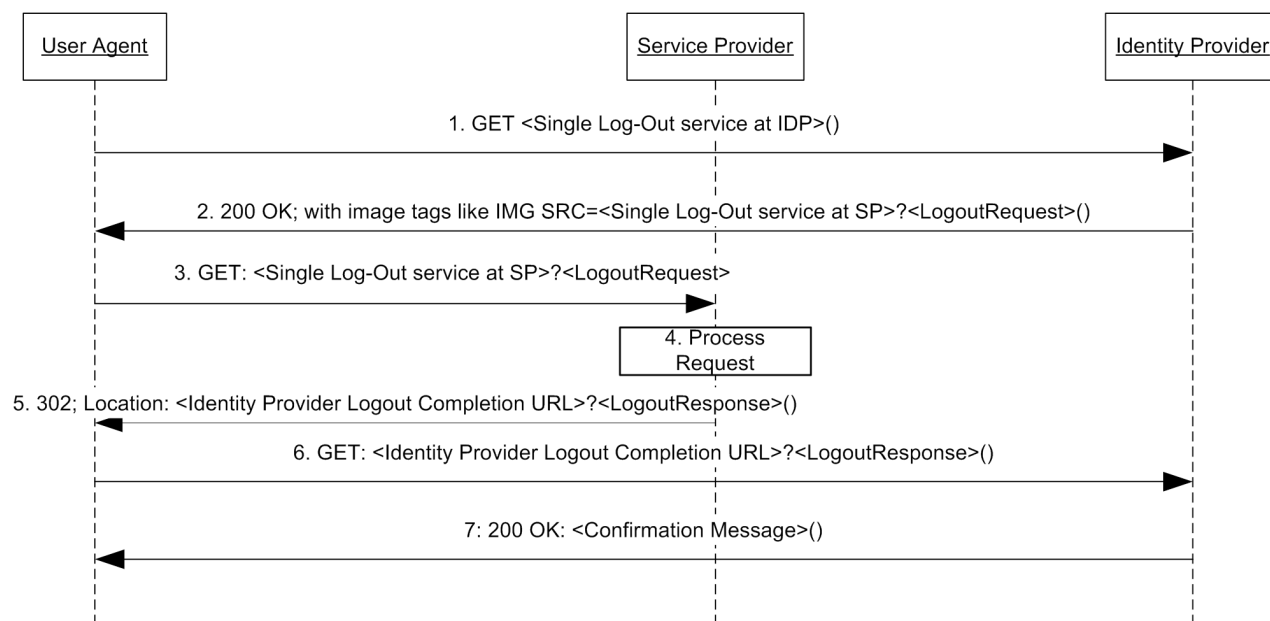 User Agent
Service Provider
Identity Provider
1. GET <Single Log-Out service at IDP>()
2. 200 OK; with image tags like IMG SRC=<Single Log-Out service at SP>?<LogoutRequest>()
3. GET: <Single Log-Out service at SP>?<LogoutRequest>
4. Process
Request
5. 302; Location: <Identity Provider Logout Completion URL>?<LogoutResponse>()
6. GET: <Identity Provider Logout Completion URL>?<LogoutResponse>()
7: 200 OK: <Confirmation Message>()